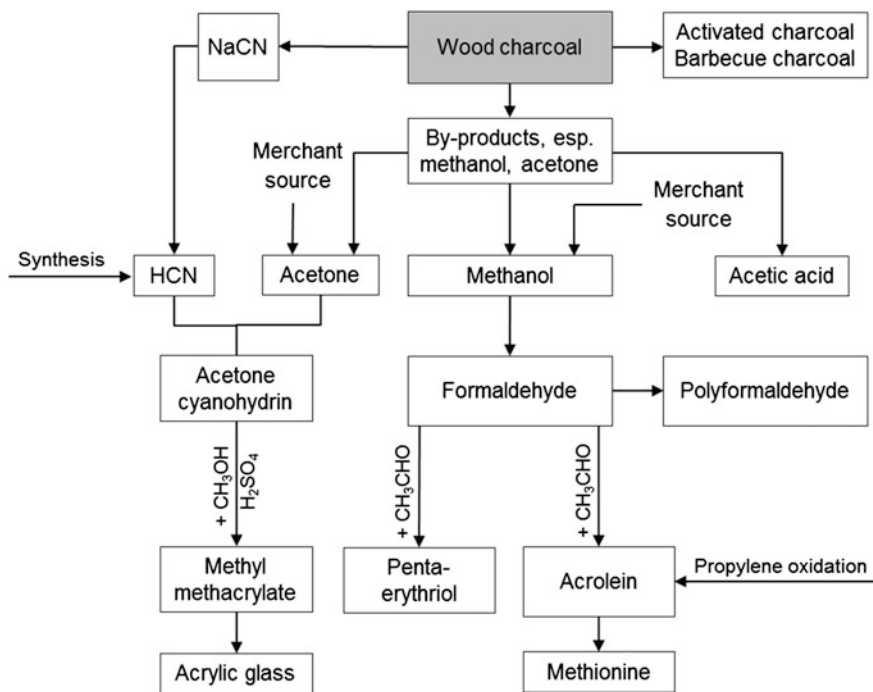 NaCN
Wood charcoal
Activated charcoal
Barbecue charcoal
By-products, esp.
methanol, acetone
Merchant
source
Merchant
source
Synthesis
HCN
Acetone
Methanol
Acetic acid
Acetone
cyanohydrin
Formaldehyde
Polyformaldehyde
+ CH₃OH
H₂SO₄
+ CH₃CHO
+ CH₃CHO
Methyl
methacrylate
Penta-
erythriol
Acrolein
Propylene oxidation
Acrylic glass
Methionine